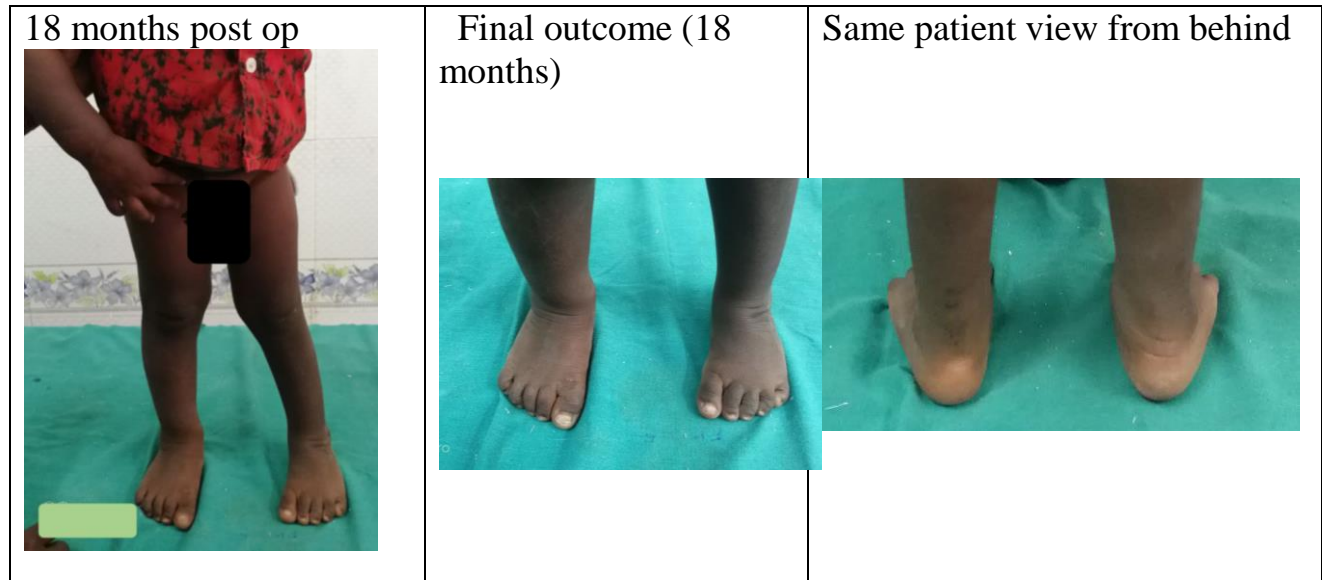 18 months post op
Final outcome (18
months)
Same patient view from behind